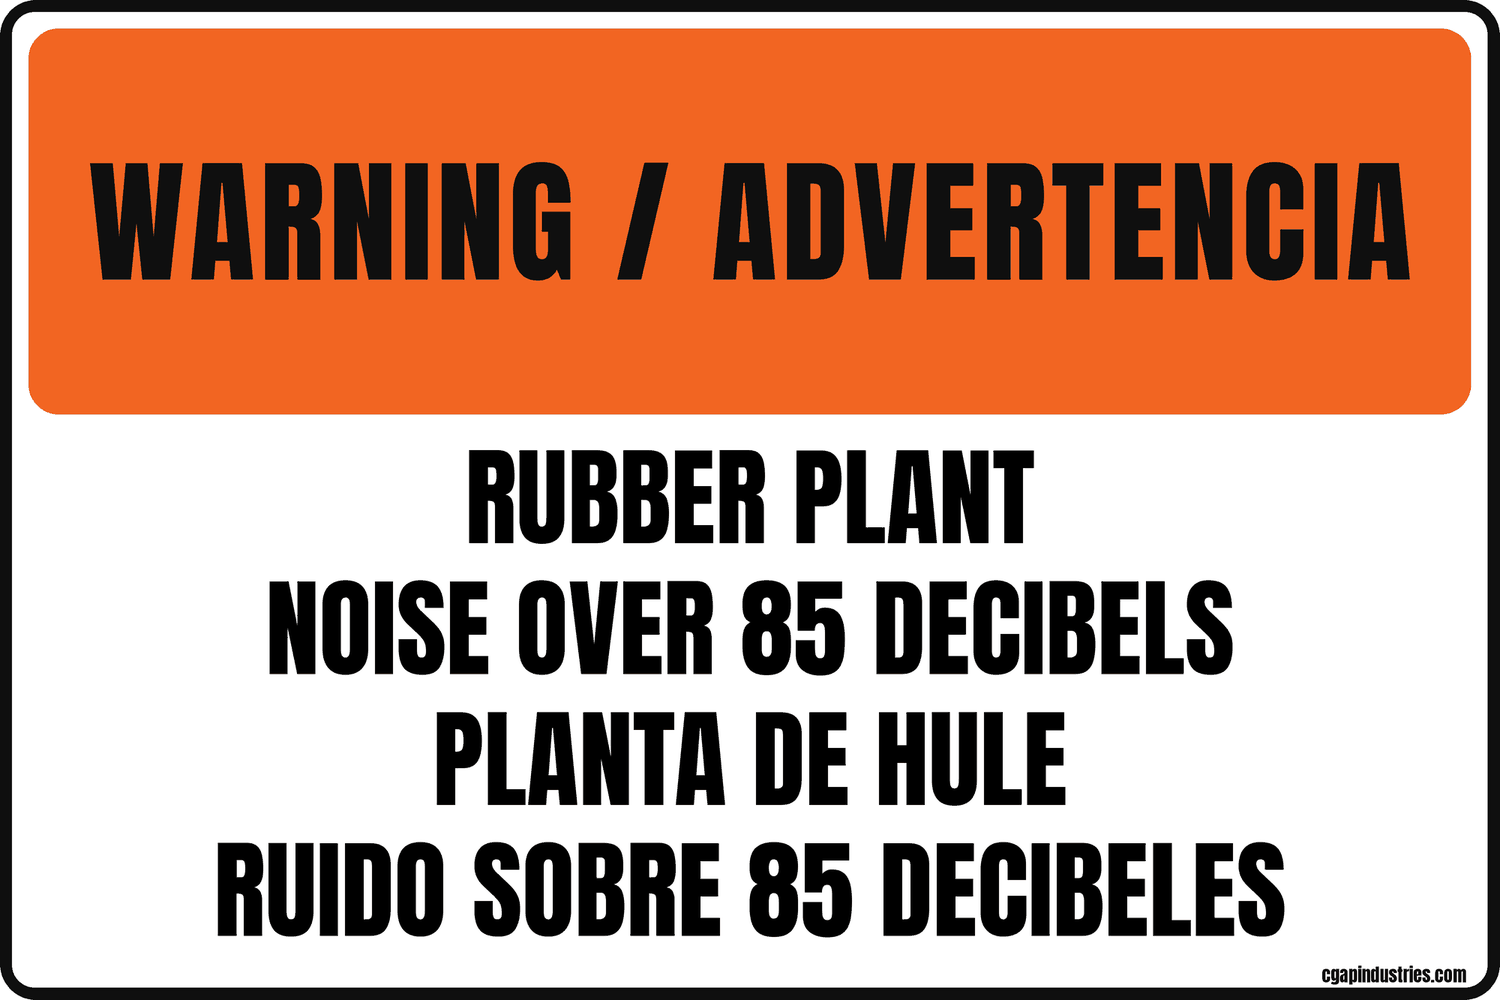 WARNING / ADVERTENCIA
RUBBER PLANT
NOISE OVER 85 DECIBELS
PLANTA DE HULE
RUIDO SOBRE 85 DECIBELES
cgapindustries.com